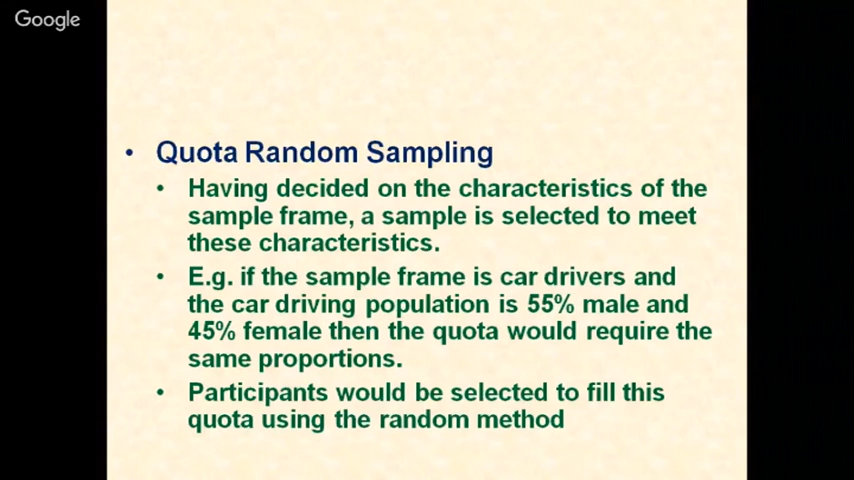 Google
• Quota Random Sampling
• Having decided on the characteristics of the
sample frame, a sample is selected to meet
these characteristics.
• E.g. if the sample frame is car drivers and
the car driving population is 55% male and
45% female then the quota would require the
same proportions.
• Participants would be selected to fill this
quota using the random method